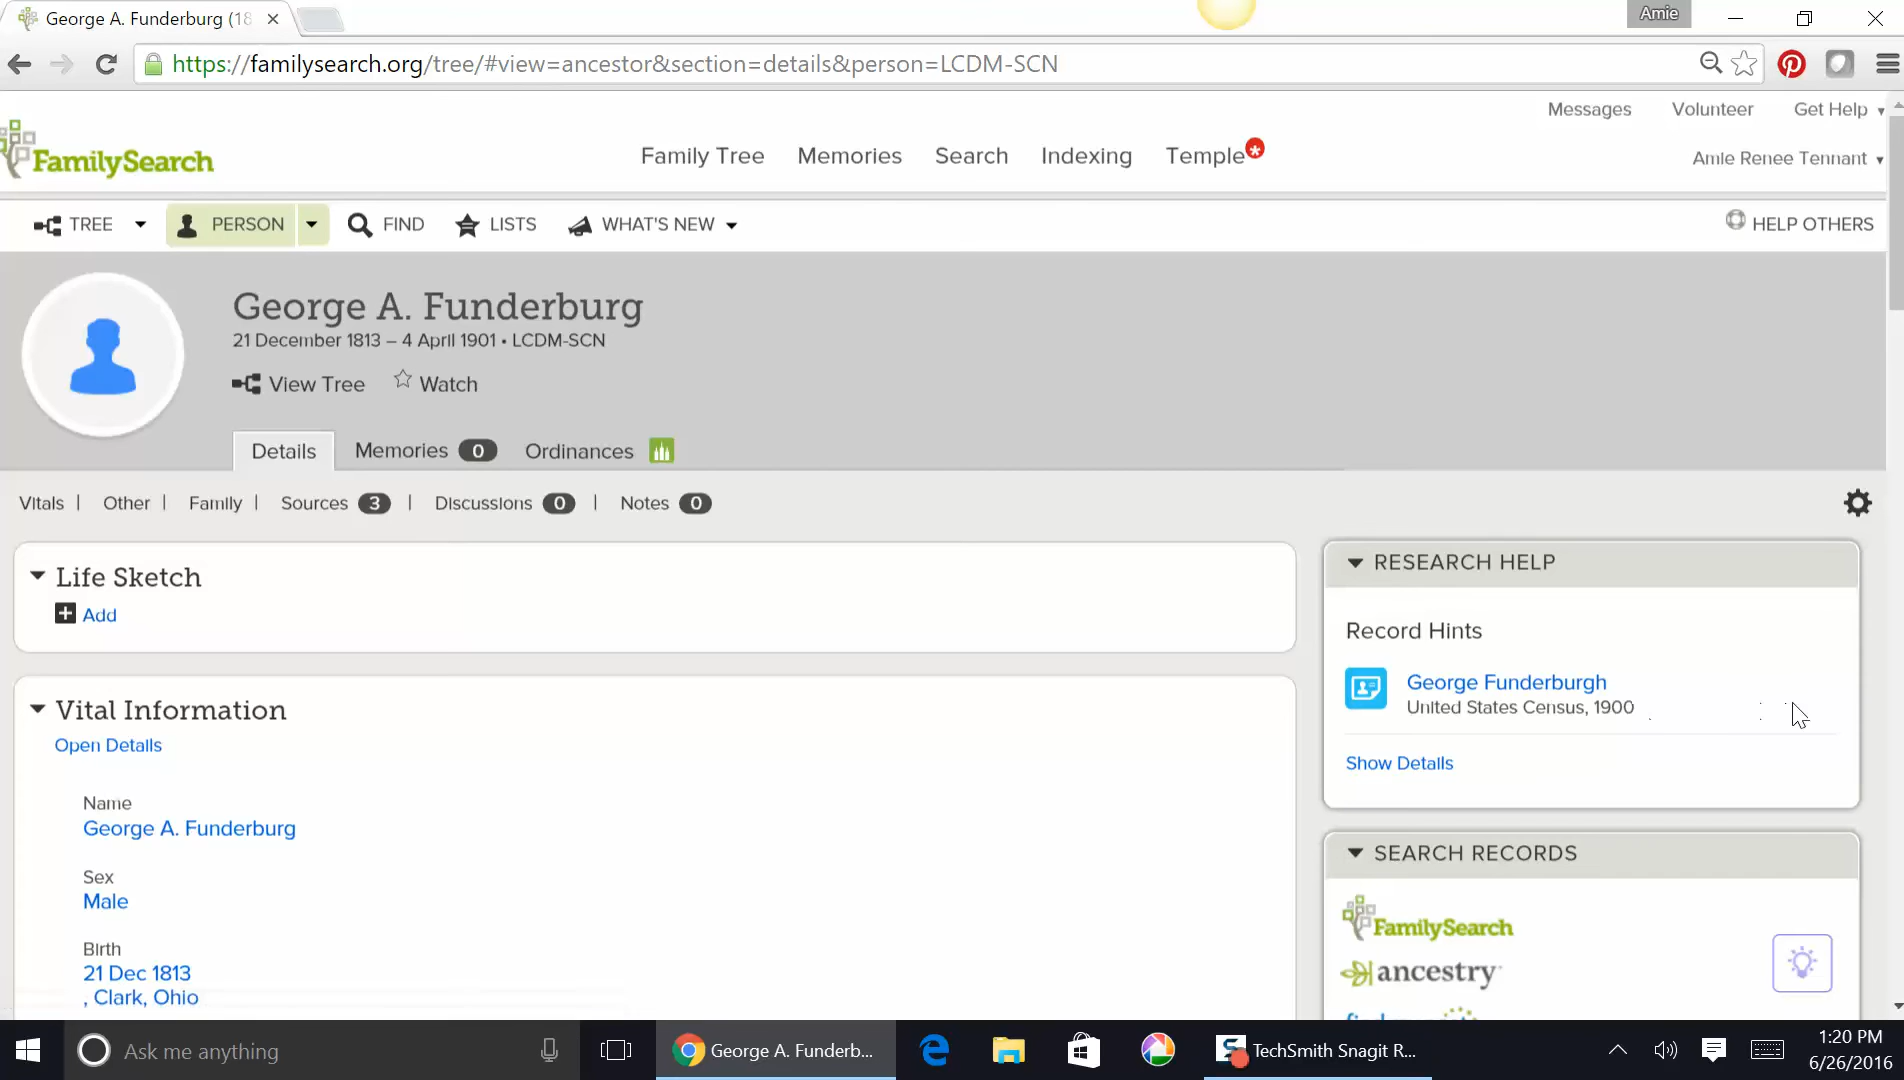 George A. Funderburg (18
Amie
https://familysearch.org/tree/#view=ancestor&section=details&person=LCDM-SCN
Messages Volunteer Get Help
FamilySearch
Family Tree Memories Search Indexing Temple
Amie Renee Tennant
TREE PERSON FIND LISTS WHAT'S NEW HELP OTHERS
George A. Funderburg
21 December 1813 – 4 April 1901 • LCDM-SCN
View Tree Watch
Details Memories 0 Ordinances
Vitals | Other | Family | Sources 3 | Discussions 0 | Notes 0
Life Sketch
Add
Vital Information
Open Details
Name
George A. Funderburg
Sex
Male
Birth
21 Dec 1813
, Clark, Ohio
RESEARCH HELP
Record Hints
George Funderburgh
United States Census, 1900
Show Details
SEARCH RECORDS
FamilySearch
ancestry
Ask me anything
George A. Funderb...
TechSmith Snagit R...
1:20 PM
6/26/2016